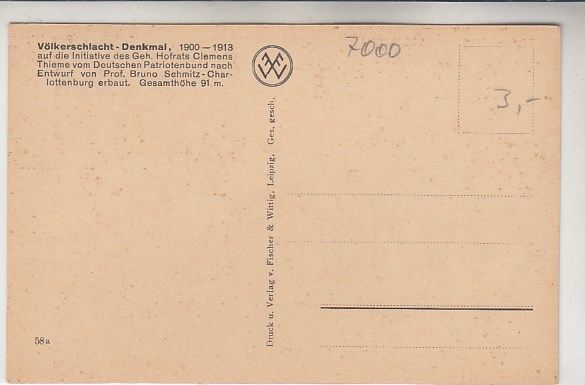 Völkerschlacht-Denkmal, 1900—1913
auf die Initiative des Geh. Hofrats Clemens
Thieme vom Deutschen Patriotenbund nach
Entwurf von Prof. Bruno Schmitz-Char-
lottenburg erbaut. Gesamthöhe 91 m.
7000
3,-
Druck u. Verlag v. Fischer & Wittig, Leipzig. Ges. gesch.
58a